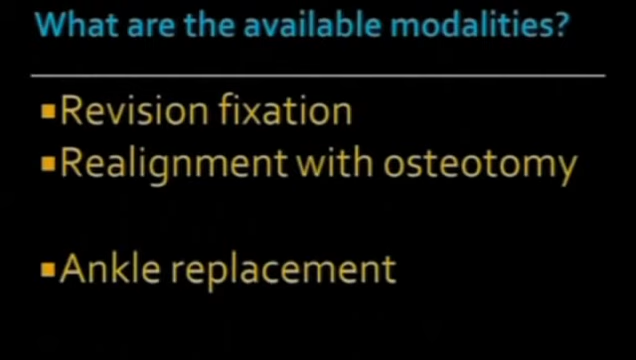 What are the available modalities?
▪Revision fixation
▪Realignment with osteotomy
▪Ankle replacement